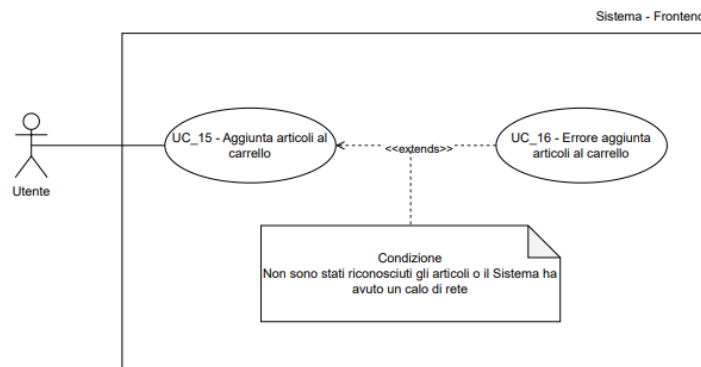 Sistema - Frontend
UC_15 - Aggiunta articoli al
carrello
<<extends>>
UC_16 - Errore aggiunta
articoli al carrello
Utente
Condizione
Non sono stati riconosciuti gli articoli o il Sistema ha
avuto un calo di rete